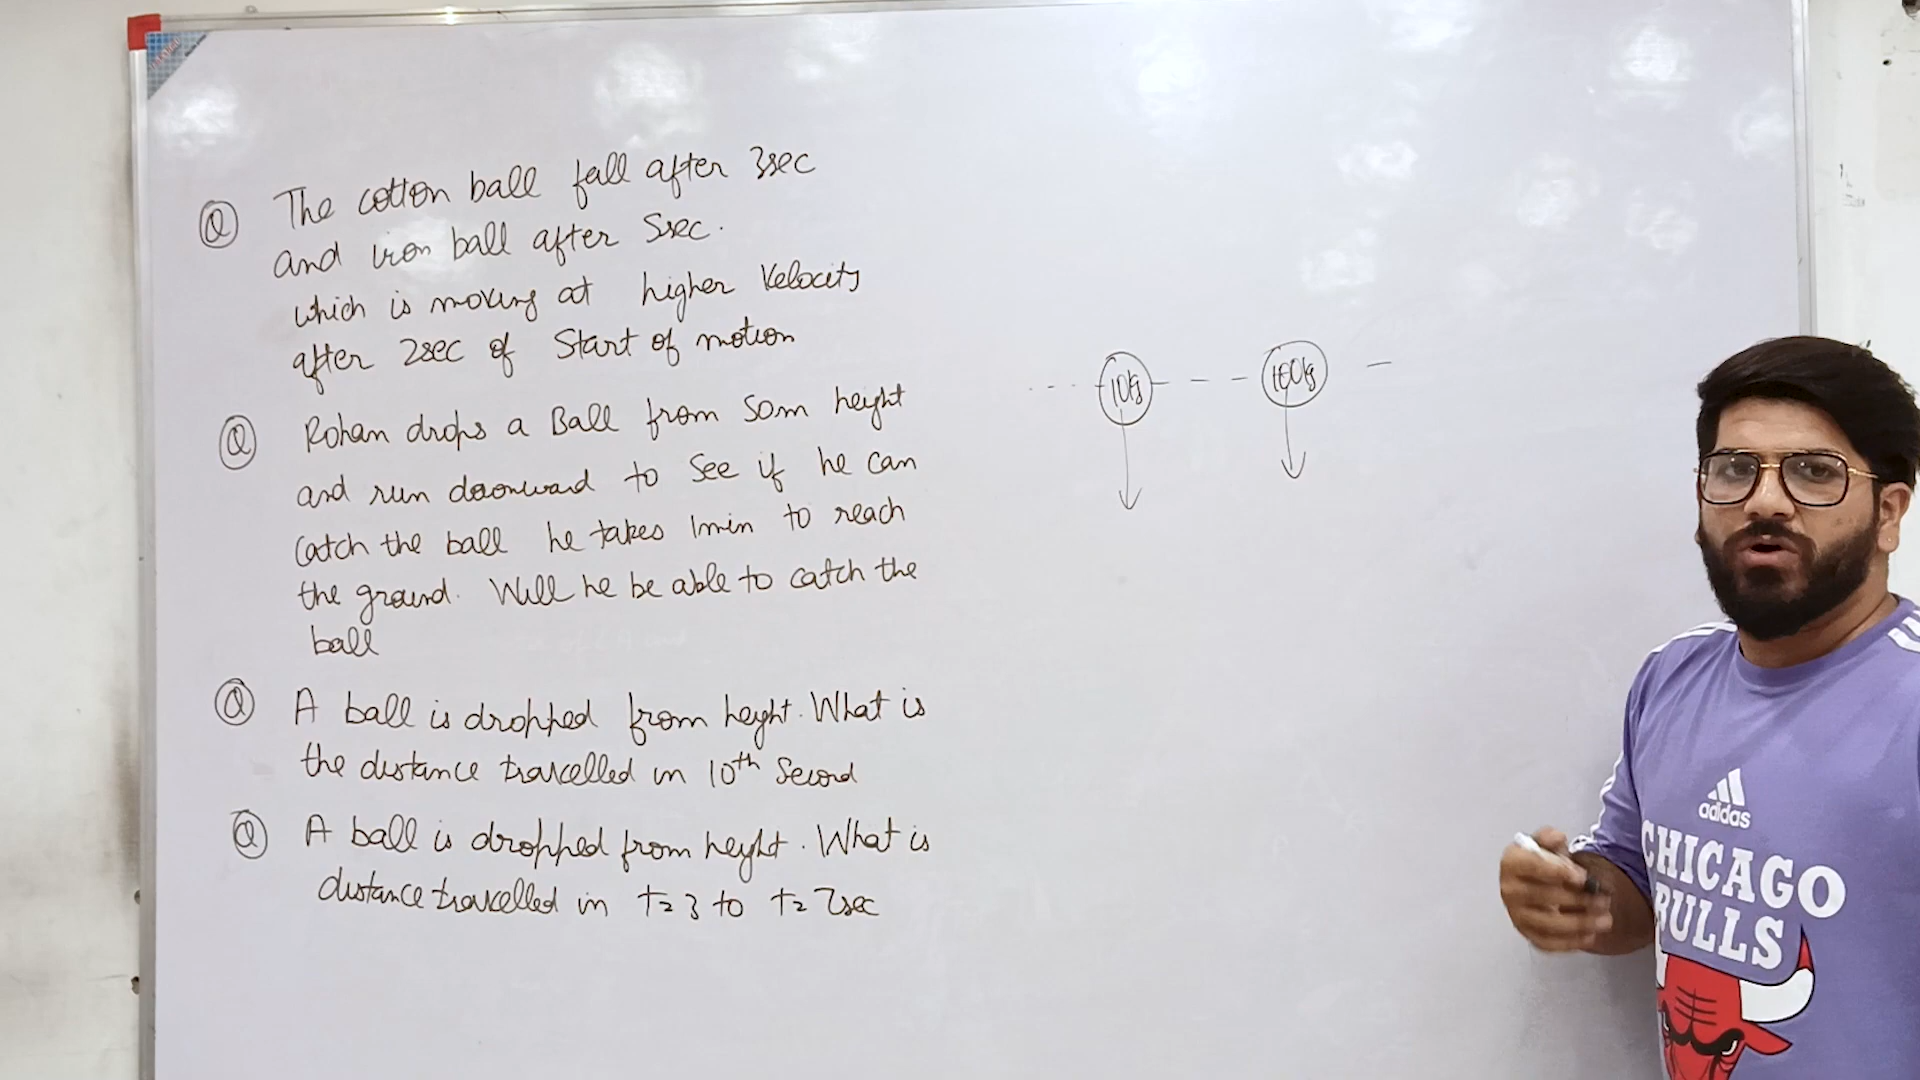 Q The cotton ball fall after 3sec
and iron ball after 5sec.
which is moving at higher velocity
after 2sec of Start of motion
Q Rohan drops a Ball from 50m height
and run downward to See if he can
Catch the ball he takes 1min to reach
the ground. Will he be able to catch the
ball
Q A ball is dropped from height. What is
the distance travelled in 10th Second
Q A ball is dropped from height. What is
distance travelled in t=3 to t=7sec
10kg 100kg
adidas
CHICAGO
BULLS